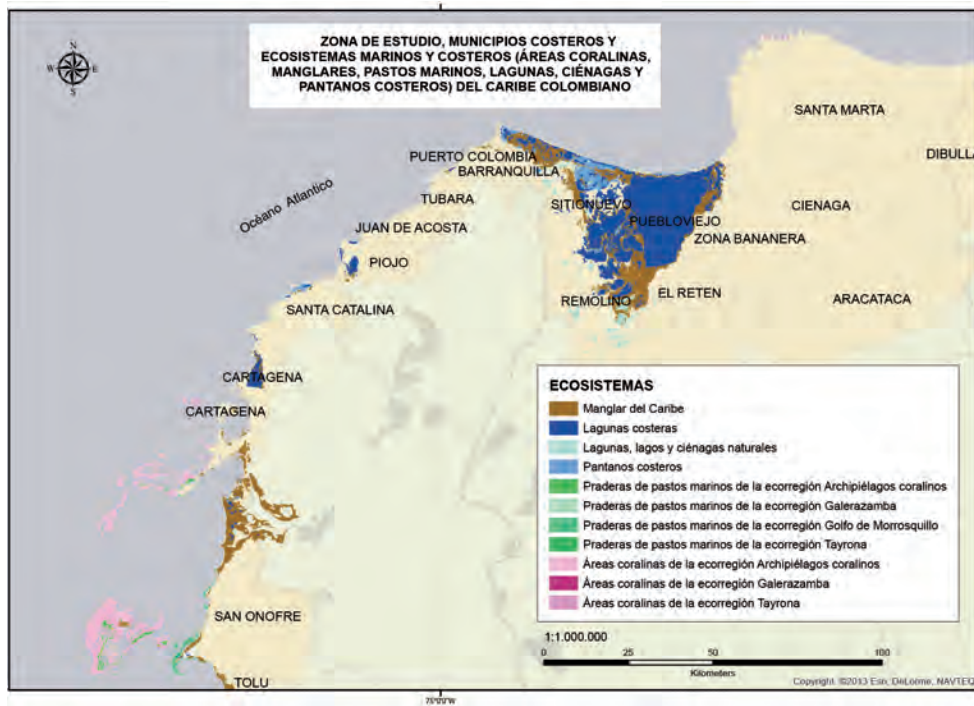 ZONA DE ESTUDIO, MUNICIPIOS COSTEROS Y
ECOSISTEMAS MARINOS Y COSTEROS (ÁREAS CORALINAS,
MANGLARES, PASTOS MARINOS, LAGUNAS, CIÉNAGAS Y
PANTANOS COSTEROS) DEL CARIBE COLOMBIANO
N
W E
S
SANTA MARTA
PUERTO COLOMBIA
DIBULLA
BARRANQUILLA
Océano Atlantico
TUBARA
SITIONUEVO
CIENAGA
PUEBLOVIEJO
JUAN DE ACOSTA
ZONA BANANERA
PIOJO
EL RETEN
REMOLINO
ARACATACA
SANTA CATALINA
CARTAGENA
CARTAGENA
SAN ONOFRE
TOLU
ECOSISTEMAS
Manglar del Caribe
Lagunas costeras
Lagunas, lagos y ciénagas naturales
Pantanos costeros
Praderas de pastos marinos de la ecorregión Archipiélagos coralinos
Praderas de pastos marinos de la ecorregión Galerazamba
Praderas de pastos marinos de la ecorregión Golfo de Morrosquillo
Praderas de pastos marinos de la ecorregión Tayrona
Áreas coralinas de la ecorregión Archipiélagos coralinos
Áreas coralinas de la ecorregión Galerazamba
Áreas coralinas de la ecorregión Tayrona
1:1.000.000
0 25 50 100
Kilometers
Copyright: ©2013 Esri, DeLorme, NAVTEQ
75°0'0"W